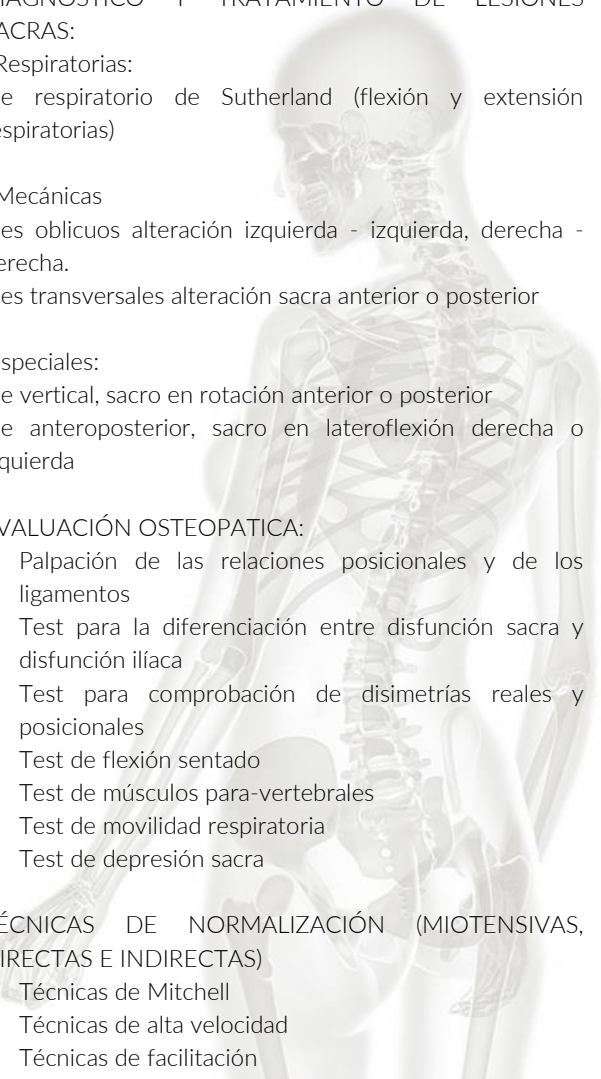 IAGNÓSTICO Y TRATAMIENTO DE LESIONES
ACRAS:
Respiratorias:
e respiratorio de Sutherland (flexión y extensión
espiratorias)
Mecánicas
es oblicuos alteración izquierda - izquierda, derecha -
erecha.
es transversales alteración sacra anterior o posterior
speciales:
e vertical, sacro en rotación anterior o posterior
e anteroposterior, sacro en lateroflexión derecha o
quierda
VALUACIÓN OSTEOPATICA:
Palpación de las relaciones posicionales y de los
ligamentos
Test para la diferenciación entre disfunción sacra y
disfunción ilíaca
Test para comprobación de disimetrías reales y
posicionales
Test de flexión sentado
Test de músculos para-vertebrales
Test de movilidad respiratoria
Test de depresión sacra
ÉCNICAS DE NORMALIZACIÓN (MIOTENSIVAS,
IRECTAS E INDIRECTAS)
Técnicas de Mitchell
Técnicas de alta velocidad
Técnicas de facilitación